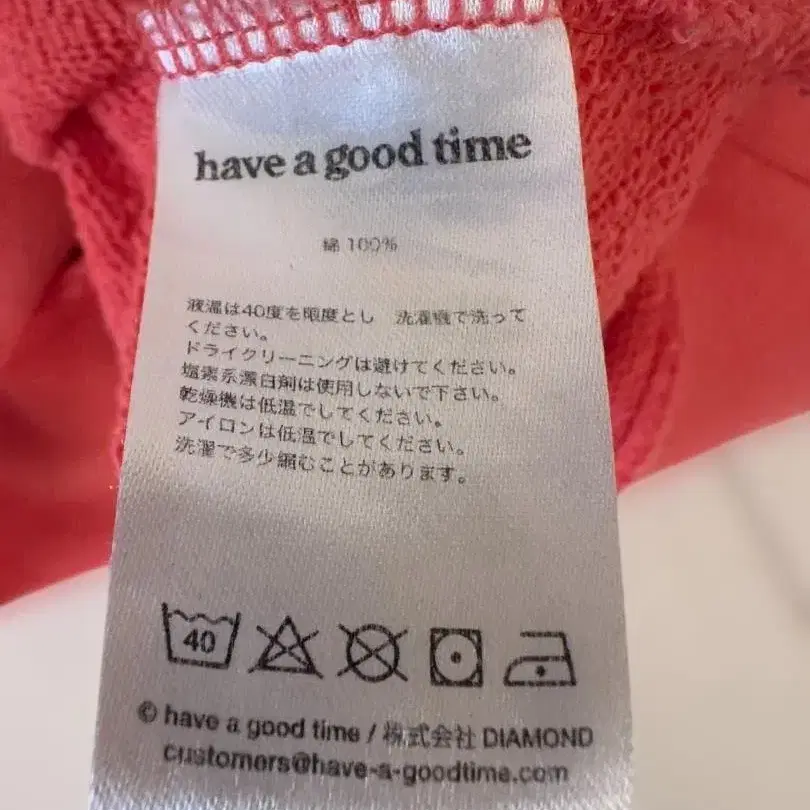 have a good time
綿 100%
液温は40度を限度とし 洗濯機で洗って
ください。
ドライクリーニングは避けてください。
塩素系漂白剤は使用しないで下さい。
乾燥機は低温でしてください。
アイロンは低温でしてください。
洗濯で多少縮むことがあります。
40
© have a good time / 株式会社 DIAMOND
customers@have-a-goodtime.com